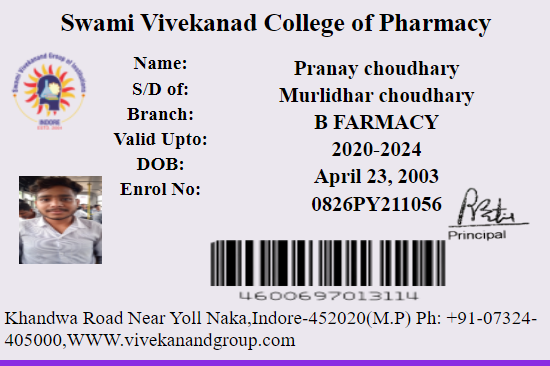 Swami Vivekanad College of Pharmacy
Swami Vivekanand Group of Institutions
INDORE
Name: Pranay choudhary
S/D of: Murlidhar choudhary
Branch: B FARMACY
Valid Upto: 2020-2024
DOB: April 23, 2003
Enrol No: 0826PY211056
Principal
4600697013114
Khandwa Road Near Yoll Naka,Indore-452020(M.P) Ph: +91-07324-
405000,WWW.vivekanandgroup.com